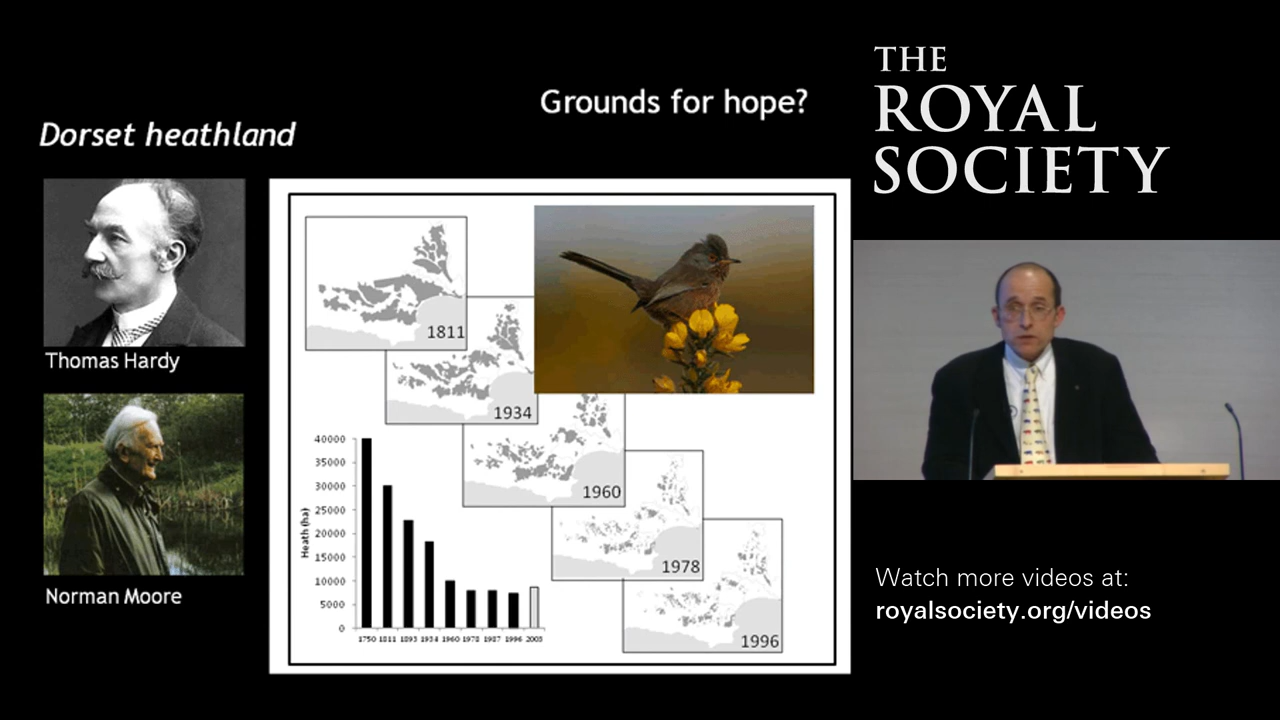 Grounds for hope?
Dorset heathland
Thomas Hardy
Norman Moore
1811
1934
1960
1978
1996
40000
35000
30000
25000
20000
15000
10000
5000
0
Heath (ha)
1750 1811 1893 1934 1960 1978 1987 1996 2005
THE
ROYAL
SOCIETY
Watch more videos at:
royalsociety.org/videos